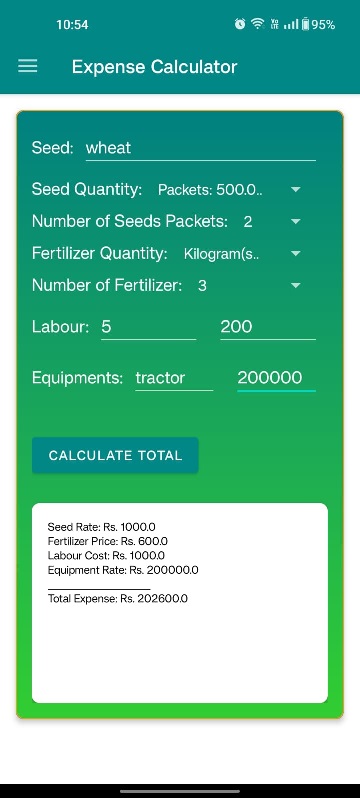 10:54 Vo LTE 95%
Expense Calculator
Seed: wheat
Seed Quantity: Packets: 500.0..
Number of Seeds Packets: 2
Fertilizer Quantity: Kilogram(s..
Number of Fertilizer: 3
Labour: 5 200
Equipments: tractor 200000
CALCULATE TOTAL
Seed Rate: Rs. 1000.0
Fertilizer Price: Rs. 600.0
Labour Cost: Rs. 1000.0
Equipment Rate: Rs. 200000.0
Total Expense: Rs. 202600.0